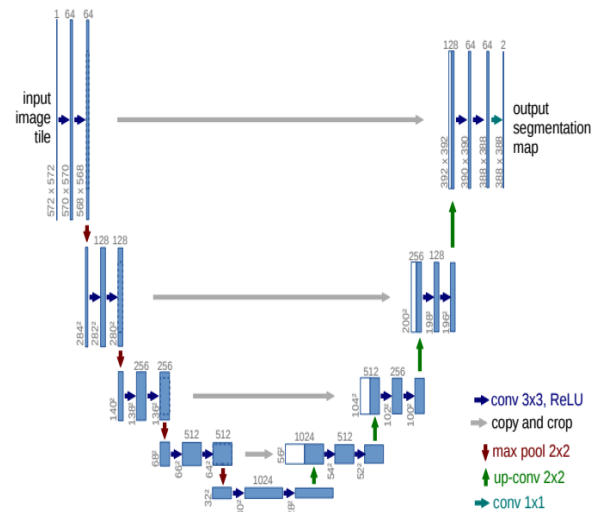 1 64 64
128 64 64 2
input
image
tile
output
segmentation
map
572 x 572
570 x 570
568 x 568
392 x 392
390 x 390
388 x 388
388 x 388
128 128
256 128
284²
282²
280²
200²
198²
196²
256 256
512 256
140²
138²
136²
104²
102²
100²
conv 3x3, ReLU
copy and crop
max pool 2x2
up-conv 2x2
conv 1x1
512 512
1024 512
68²
66²
64²
56²
54²
52²
1024
32²